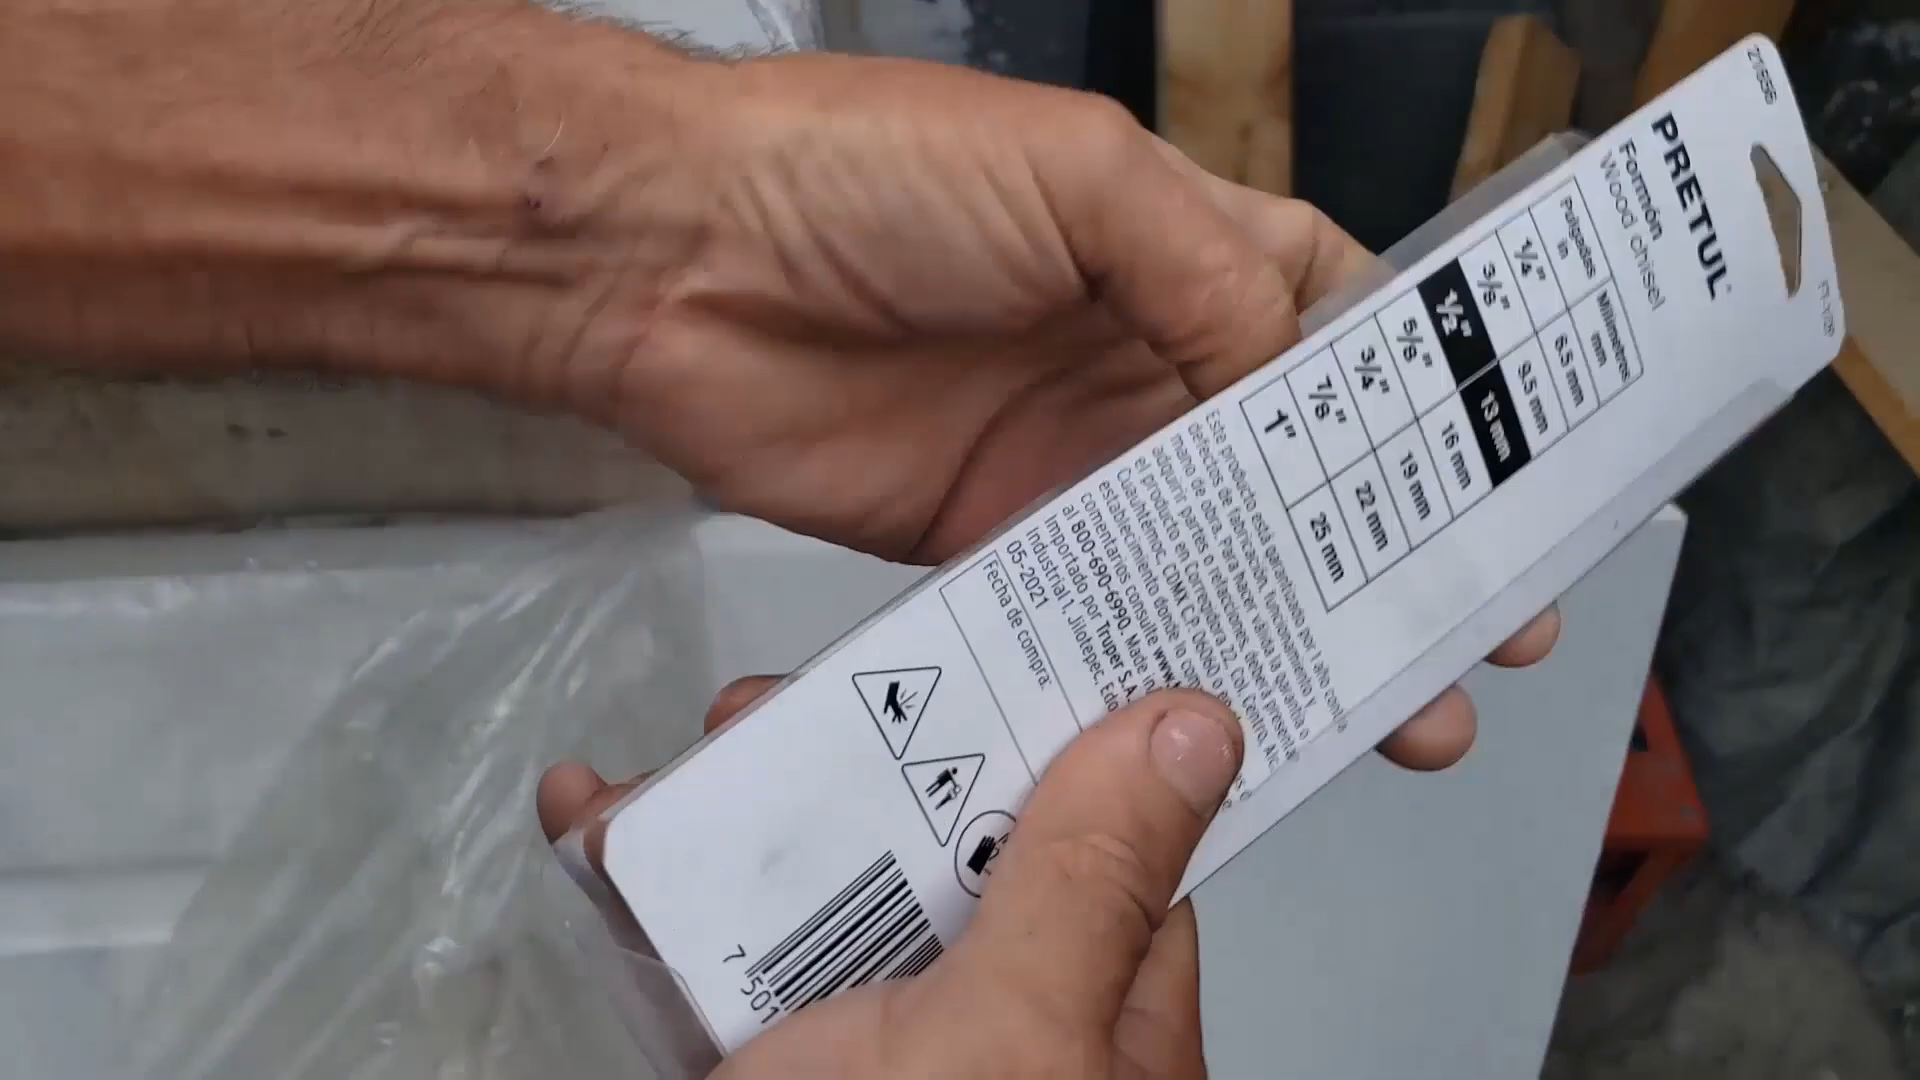 PRETUL
Formón
Wood chisel
Pulgadas in Milímetros mm
1/4" 6.5 mm
3/8" 9.5 mm
1/2" 13 mm
5/8" 16 mm
3/4" 19 mm
7/8" 22 mm
1" 25 mm
Este producto está garantizado por 1 año contra
defectos de fabricación, funcionamiento y
mano de obra. Para hacer válida la garantía o
adquirir partes o refacciones, deberá presentar
el producto en Corregidora 22, Col. Centro, Alc.
Cuauhtémoc, CDMX C.P. 06060 o en
establecimiento donde lo
comentarios consulte
al 800-690-6990. Made in
Importado por Truper S.A.
Industrial 1, Jilotepec, Edo
05-2021
Fecha de compra:
7 501